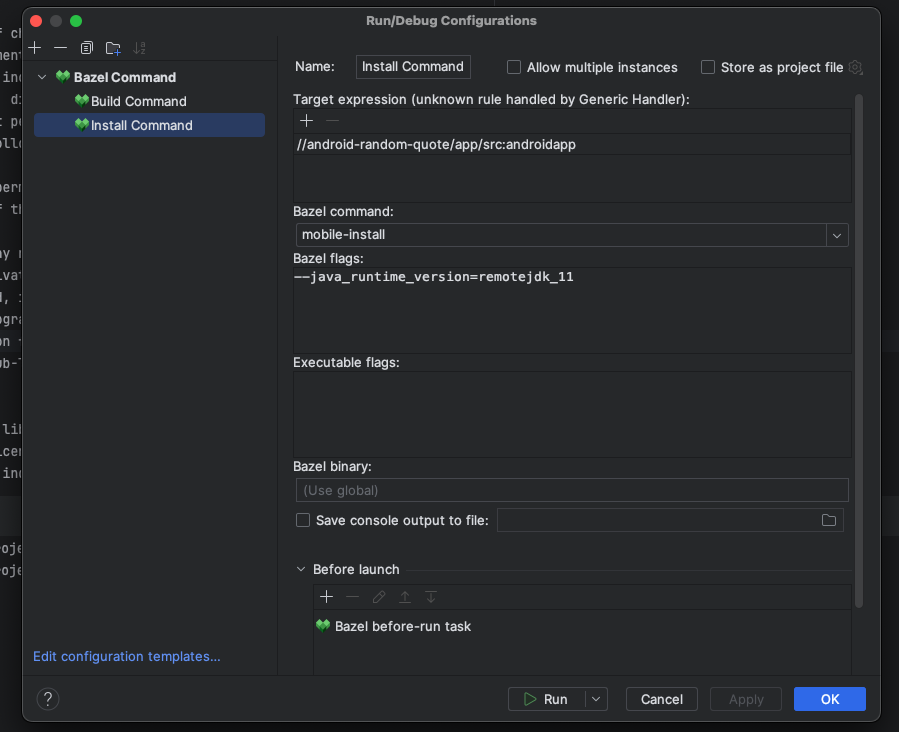 Run/Debug Configurations
Bazel Command
Build Command
Install Command
Name: Install Command
Allow multiple instances
Store as project file
Target expression (unknown rule handled by Generic Handler):
//android-random-quote/app/src:androidapp
Bazel command:
mobile-install
Bazel flags:
--java_runtime_version=remotejdk_11
Executable flags:
Bazel binary:
(Use global)
Save console output to file:
Before launch
Bazel before-run task
Edit configuration templates...
?
Run
Cancel
Apply
OK